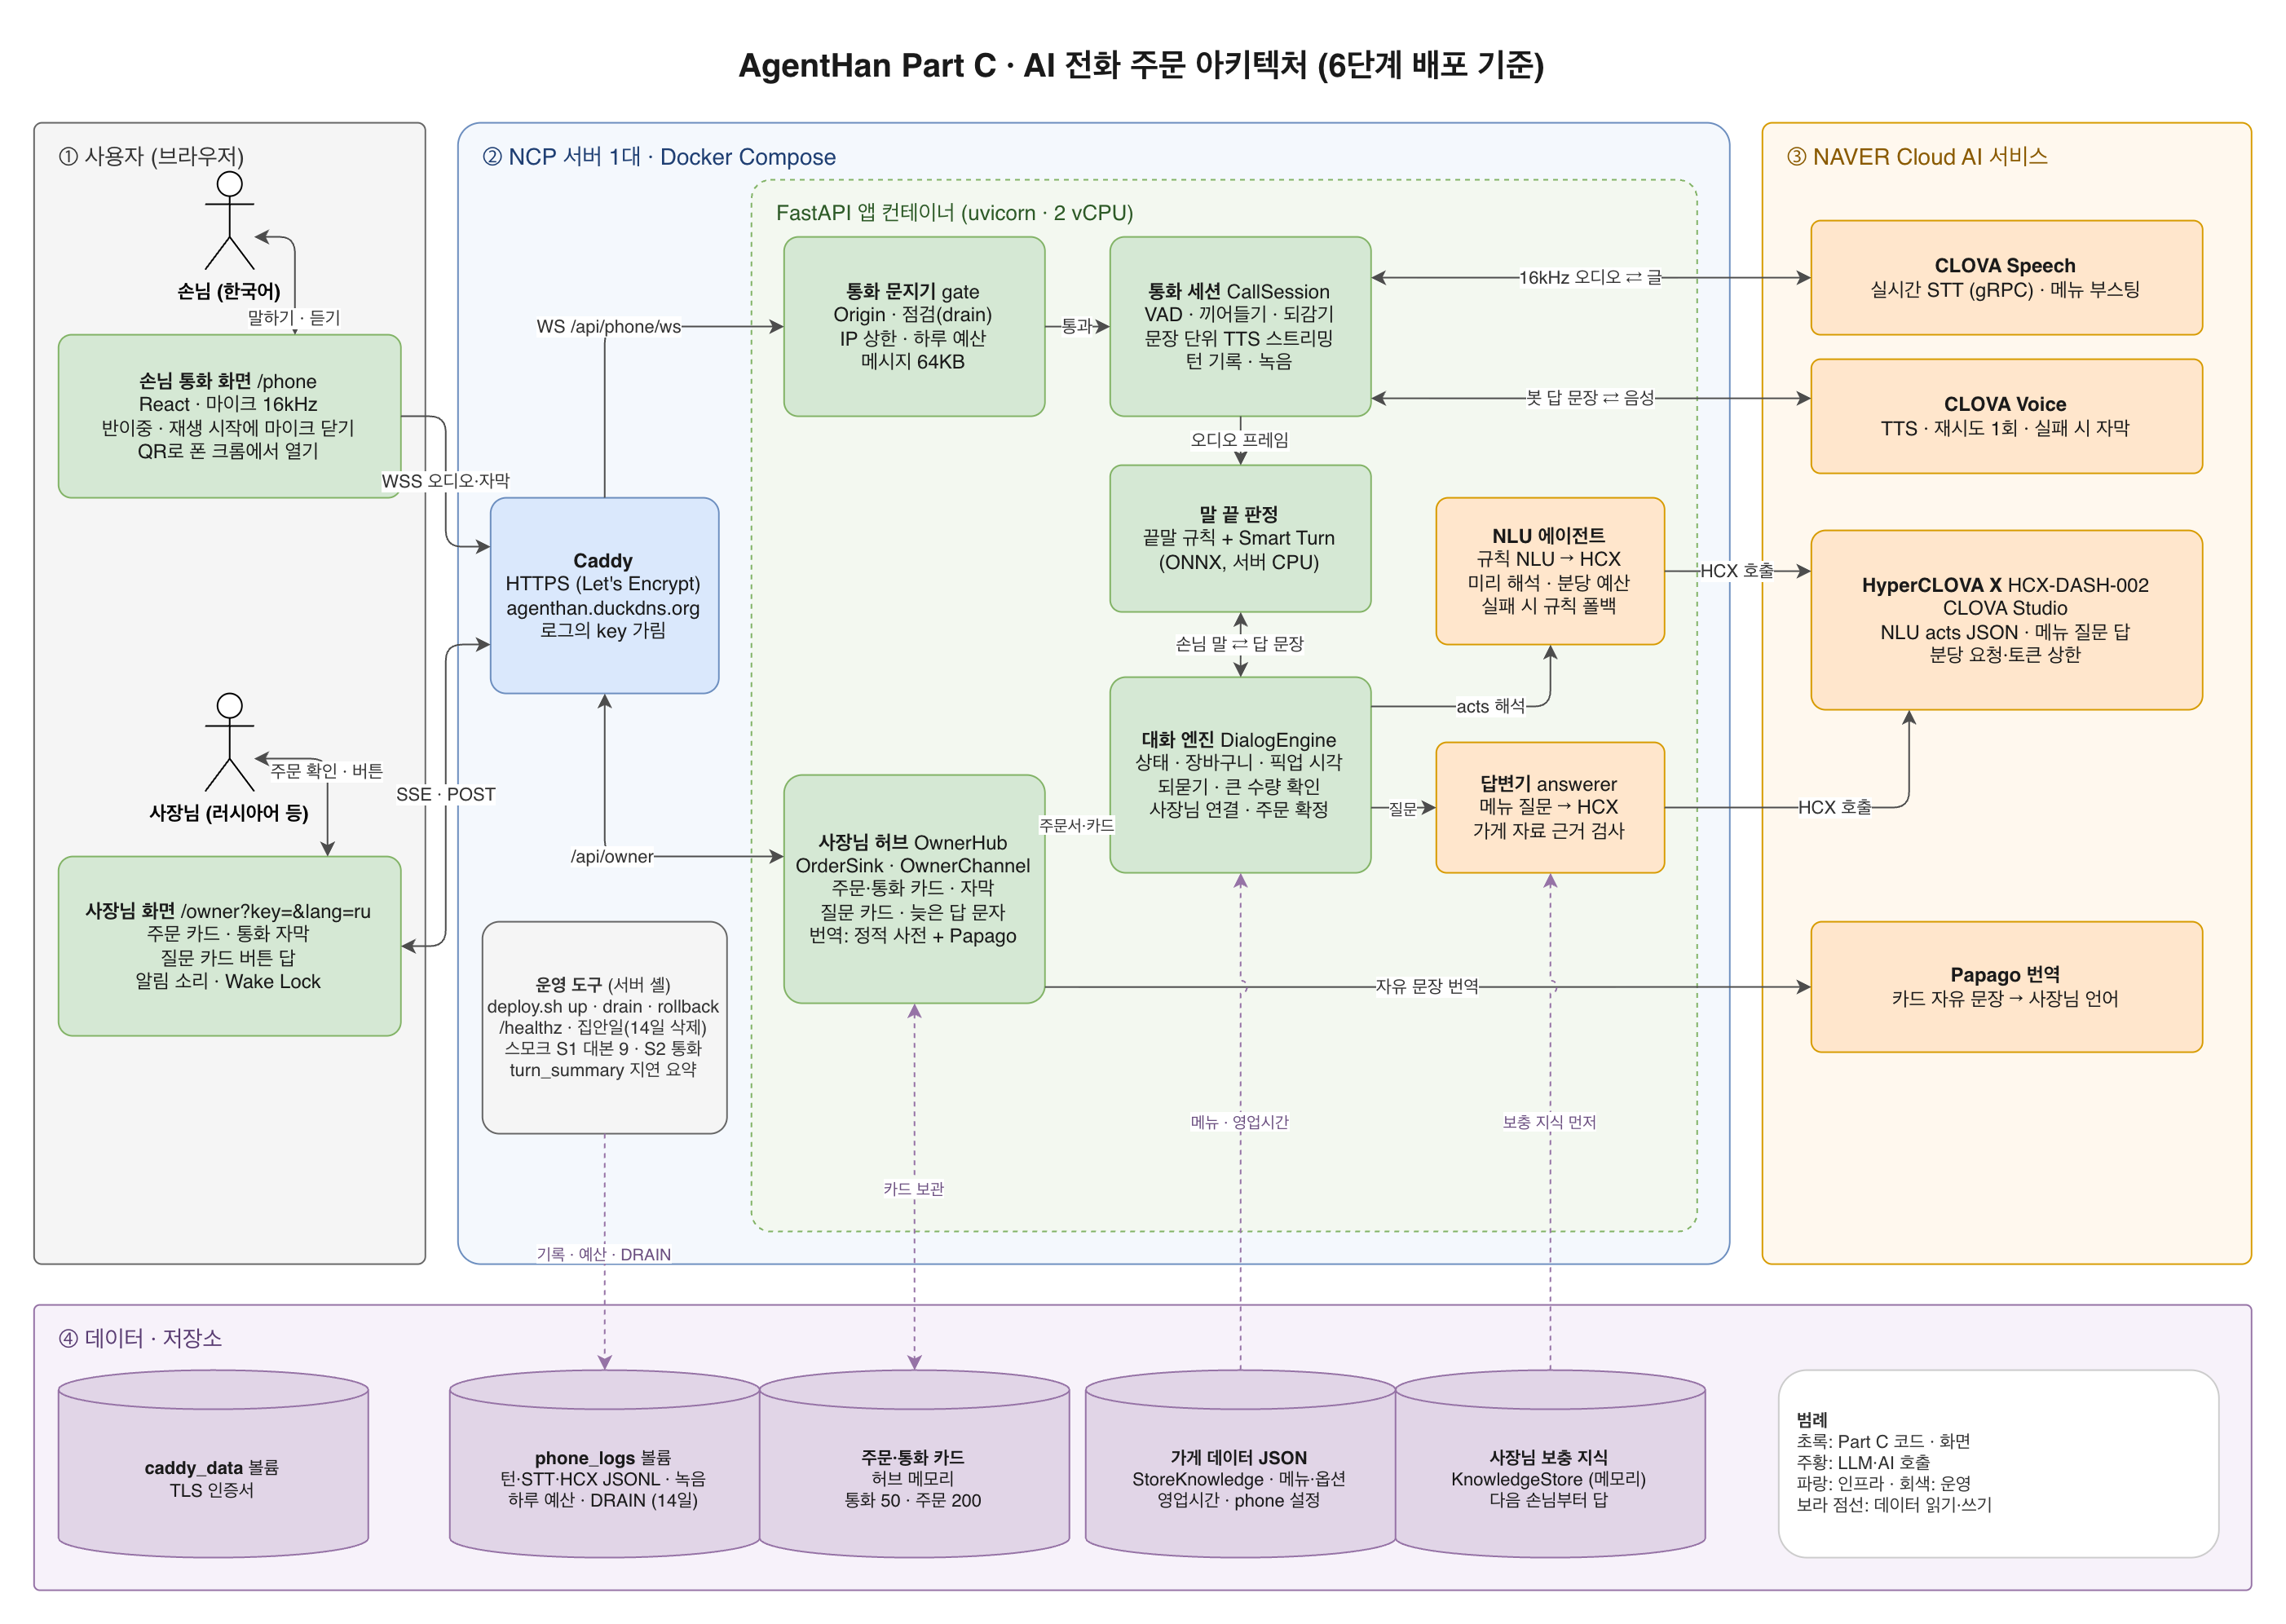 AgentHan Part C · AI 전화 주문 아키텍처 (6단계 배포 기준)
① 사용자 (브라우저)
손님 (한국어)
말하기 · 듣기
손님 통화 화면 /phone
React · 마이크 16kHz
반이중 · 재생 시작에 마이크 닫기
QR로 폰 크롬에서 열기
WSS 오디오·자막
사장님 (러시아어 등)
주문 확인 · 버튼
SSE · POST
사장님 화면 /owner?key=&lang=ru
주문 카드 · 통화 자막
질문 카드 버튼 답
알림 소리 · Wake Lock
② NCP 서버 1대 · Docker Compose
Caddy
HTTPS (Let's Encrypt)
agenthan.duckdns.org
로그의 key 가림
WS /api/phone/ws
/api/owner
운영 도구 (서버 셸)
deploy.sh up · drain · rollback
/healthz · 집안일(14일 삭제)
스모크 S1 대본 9 · S2 통화
turn_summary 지연 요약
기록 · 예산 · DRAIN
FastAPI 앱 컨테이너 (uvicorn · 2 vCPU)
통화 문지기 gate
Origin · 점검(drain)
IP 상한 · 하루 예산
메시지 64KB
통과
통화 세션 CallSession
VAD · 끼어들기 · 되감기
문장 단위 TTS 스트리밍
턴 기록 · 녹음
오디오 프레임
말 끝 판정
끝말 규칙 + Smart Turn
(ONNX, 서버 CPU)
손님 말 ⇄ 답 문장
NLU 에이전트
규칙 NLU → HCX
미리 해석 · 분당 예산
실패 시 규칙 폴백
acts 해석
대화 엔진 DialogEngine
상태 · 장바구니 · 픽업 시각
되묻기 · 큰 수량 확인
사장님 연결 · 주문 확정
질문
답변기 answerer
메뉴 질문 → HCX
가게 자료 근거 검사
주문서·카드
사장님 허브 OwnerHub
OrderSink · OwnerChannel
주문·통화 카드 · 자막
질문 카드 · 늦은 답 문자
번역: 정적 사전 + Papago
자유 문장 번역
카드 보관
메뉴 · 영업시간
보충 지식 먼저
16kHz 오디오 ⇄ 글
봇 답 문장 ⇄ 음성
HCX 호출
HCX 호출
③ NAVER Cloud AI 서비스
CLOVA Speech
실시간 STT (gRPC) · 메뉴 부스팅
CLOVA Voice
TTS · 재시도 1회 · 실패 시 자막
HyperCLOVA X HCX-DASH-002
CLOVA Studio
NLU acts JSON · 메뉴 질문 답
분당 요청·토큰 상한
Papago 번역
카드 자유 문장 → 사장님 언어
④ 데이터 · 저장소
caddy_data 볼륨
TLS 인증서
phone_logs 볼륨
턴·STT·HCX JSONL · 녹음
하루 예산 · DRAIN (14일)
주문·통화 카드
허브 메모리
통화 50 · 주문 200
가게 데이터 JSON
StoreKnowledge · 메뉴·옵션
영업시간 · phone 설정
사장님 보충 지식
KnowledgeStore (메모리)
다음 손님부터 답
범례
초록: Part C 코드 · 화면
주황: LLM·AI 호출
파랑: 인프라 · 회색: 운영
보라 점선: 데이터 읽기·쓰기